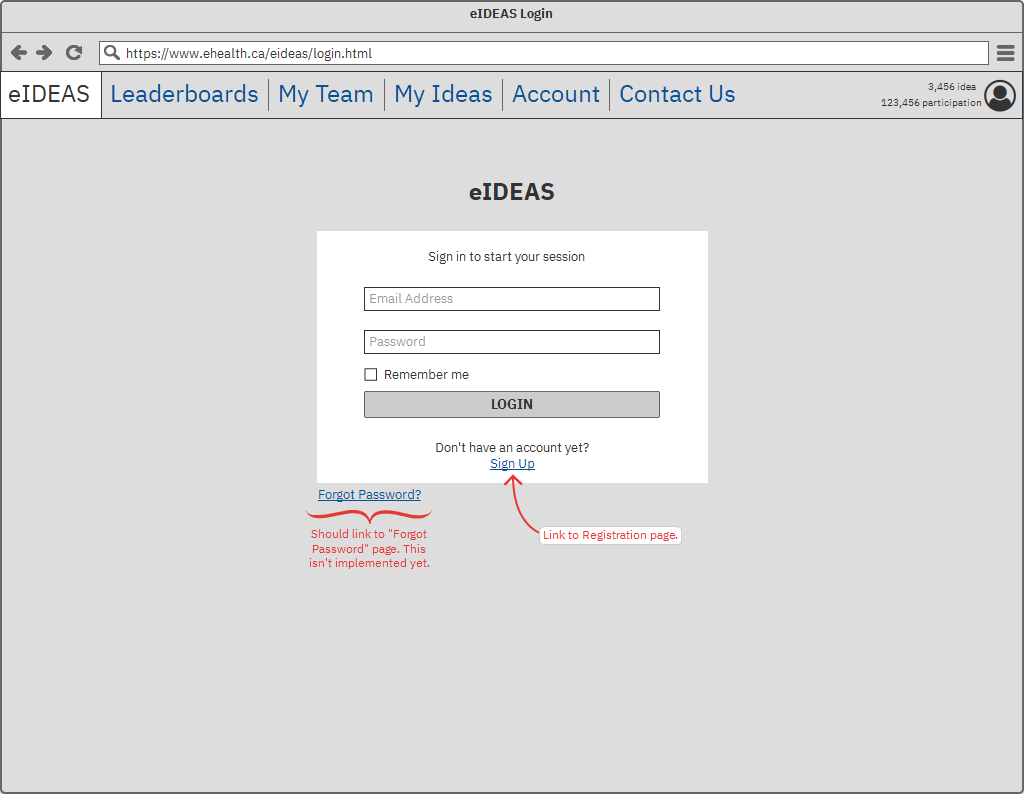 eIDEAS Login
https://www.ehealth.ca/eideas/login.html
eIDEAS Leaderboards My Team My Ideas Account Contact Us
3,456 idea
123,456 participation
eIDEAS
Sign in to start your session
Email Address
Password
Remember me
LOGIN
Don't have an account yet?
Sign Up
Forgot Password?
Should link to "Forgot
Password" page. This
isn't implemented yet.
Link to Registration page.